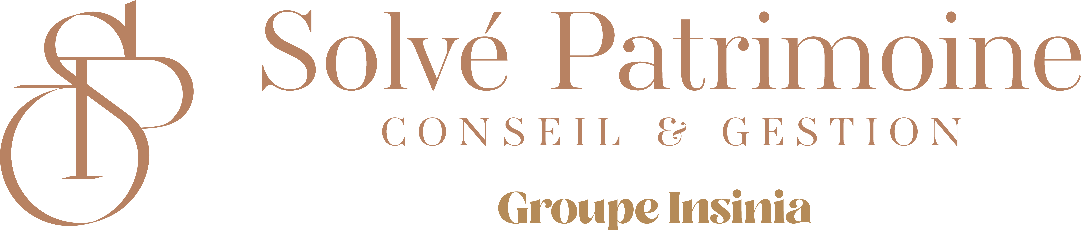 Solvé Patrimoine
CONSEIL & GESTION
Groupe Insinia